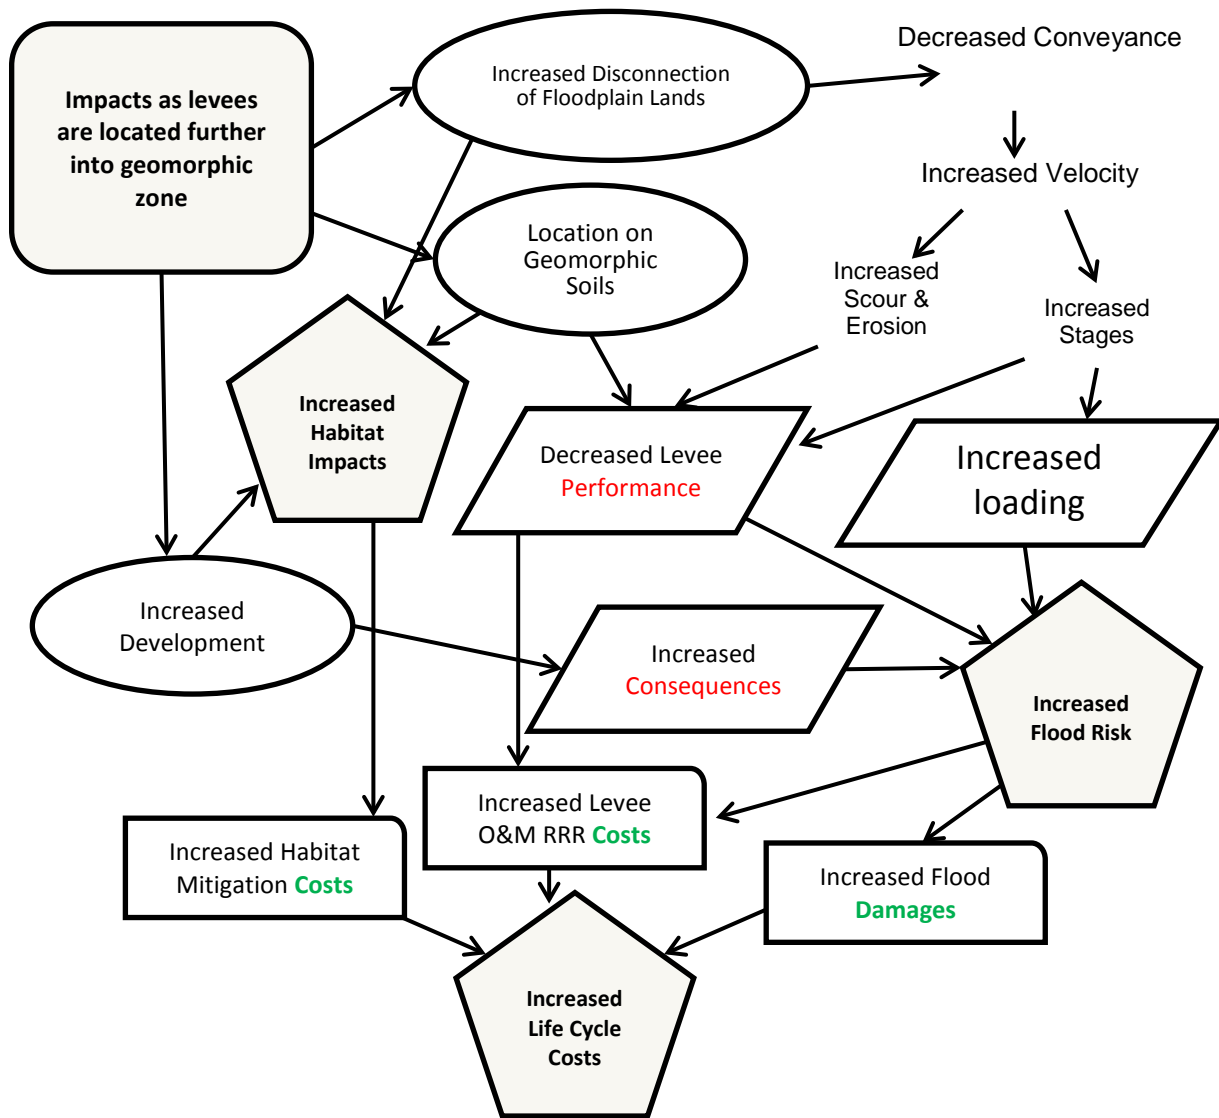 Impacts as levees
are located further
into geomorphic
zone
Increased Disconnection
of Floodplain Lands
Decreased Conveyance
Increased Velocity
Location on
Geomorphic
Soils
Increased
Scour &
Erosion
Increased
Stages
Increased
Habitat
Impacts
Decreased Levee
Performance
Increased
loading
Increased
Development
Increased
Consequences
Increased
Flood Risk
Increased Levee
O&M RRR Costs
Increased Habitat
Mitigation Costs
Increased Flood
Damages
Increased
Life Cycle
Costs